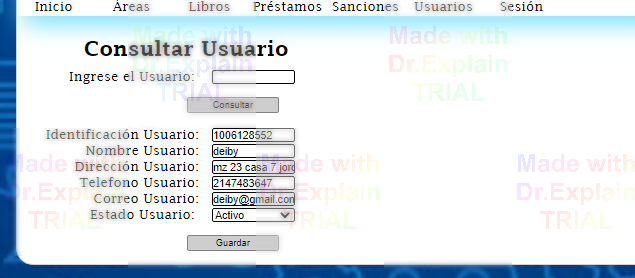 Inicio Áreas Libros Préstamos Sanciones Usuarios Sesión
Consultar Usuario
Made with
Dr.Explain
TRIAL
Made with
Dr.Explain
TRIAL
Ingrese el Usuario:
Consultar
Identificación Usuario: 1006128552
Nombre Usuario: deiby
Dirección Usuario: mz 23 casa 7 jord
Telefono Usuario: 2147483647
Correo Usuario: deiby@gmail.com
Estado Usuario: Activo
Made with
Dr.Explain
TRIAL
Made with
Dr.Explain
TRIAL
Made with
Dr.Explain
TRIAL
Guardar